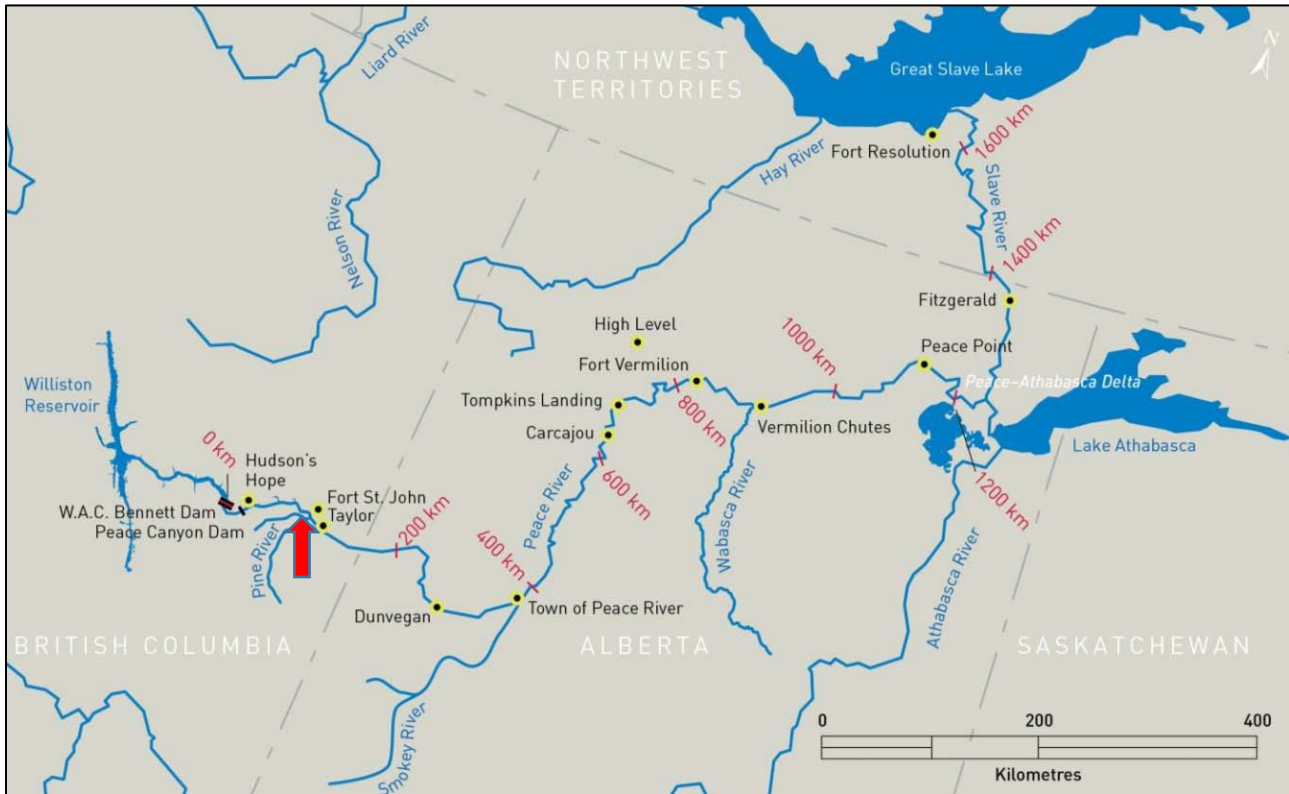 Liard River
NORTHWEST
TERRITORIES
Great Slave Lake
N
Nelson River
Hay River
Fort Resolution
1600 km
Slave River
1400 km
Fitzgerald
High Level
Fort Vermilion
1000 km
Peace Point
Peace–Athabasca Delta
Williston
Reservoir
Tompkins Landing
800 km
Vermilion Chutes
Carcajou
Lake Athabasca
0 km
Hudson's
Hope
600 km
1200 km
W.A.C. Bennett Dam
Peace Canyon Dam
Fort St. John
Taylor
200 km
Peace River
Wabasca River
Pine River
400 km
Athabasca River
Dunvegan
Town of Peace River
BRITISH COLUMBIA
ALBERTA
SASKATCHEWAN
Smokey River
0 200 400
Kilometres